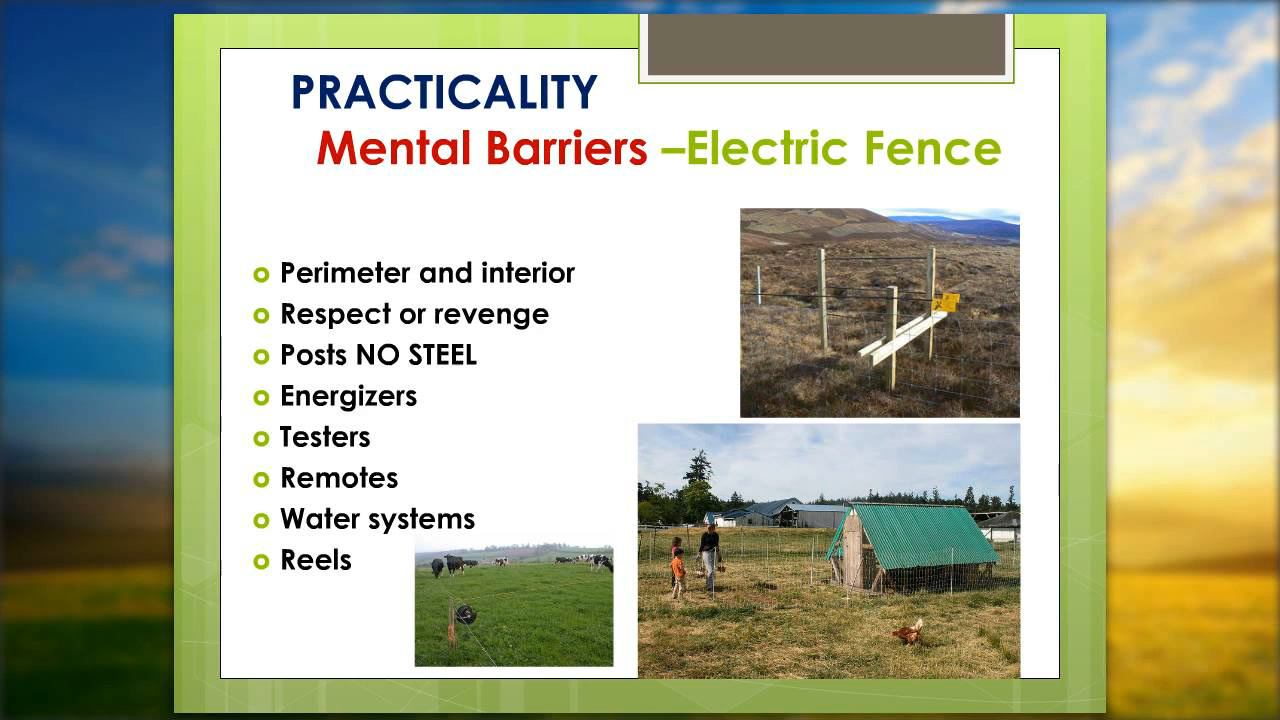 PRACTICALITY
Mental Barriers –Electric Fence
Perimeter and interior
Respect or revenge
Posts NO STEEL
Energizers
Testers
Remotes
Water systems
Reels